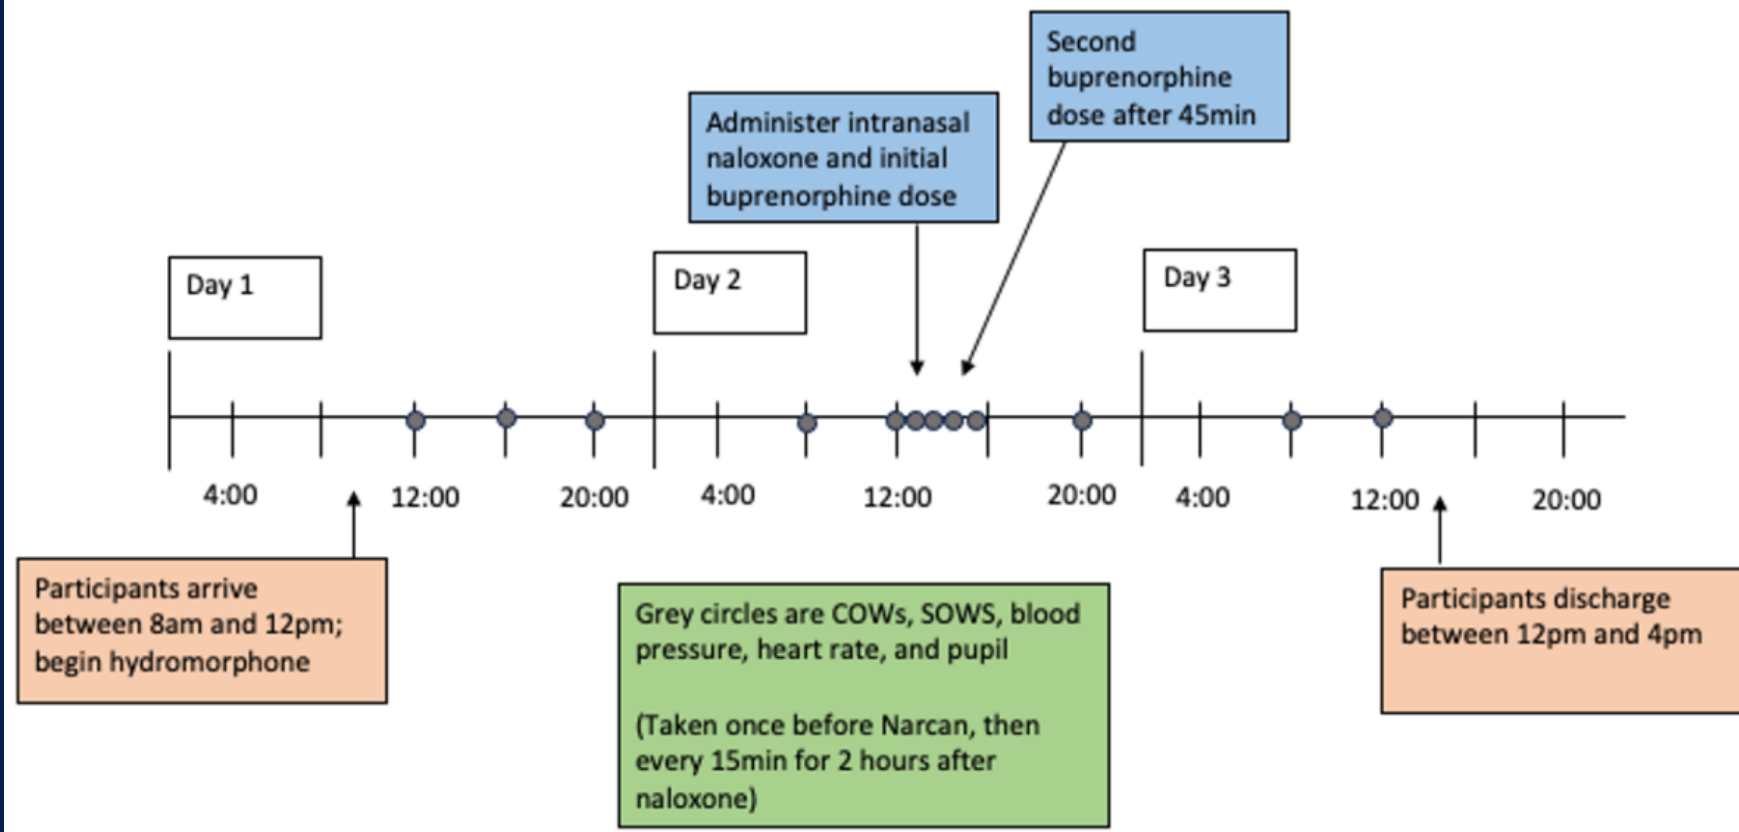 Second
buprenorphine
dose after 45min
Administer intranasal
naloxone and initial
buprenorphine dose
Day 1
Day 2
Day 3
4:00
12:00
20:00
4:00
12:00
20:00
4:00
12:00
20:00
Participants arrive
between 8am and 12pm;
begin hydromorphone
Grey circles are COWs, SOWS, blood
pressure, heart rate, and pupil
(Taken once before Narcan, then
every 15min for 2 hours after
naloxone)
Participants discharge
between 12pm and 4pm